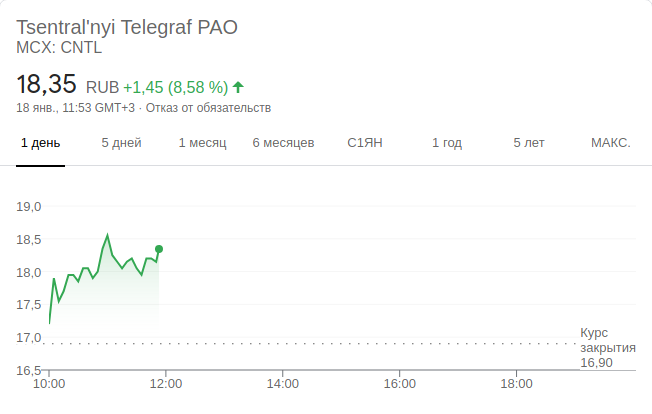 Tsentral'nyi Telegraf PAO
MCX: CNTL
18,35 RUB +1,45 (8,58 %)
18 янв., 11:53 GMT+3 · Отказ от обязательств
1 день 5 дней 1 месяц 6 месяцев С1ЯН 1 год 5 лет МАКС.
19,0
18,5
18,0
17,5
17,0
16,5
Курс
закрытия
16,90
10:00 12:00 14:00 16:00 18:00